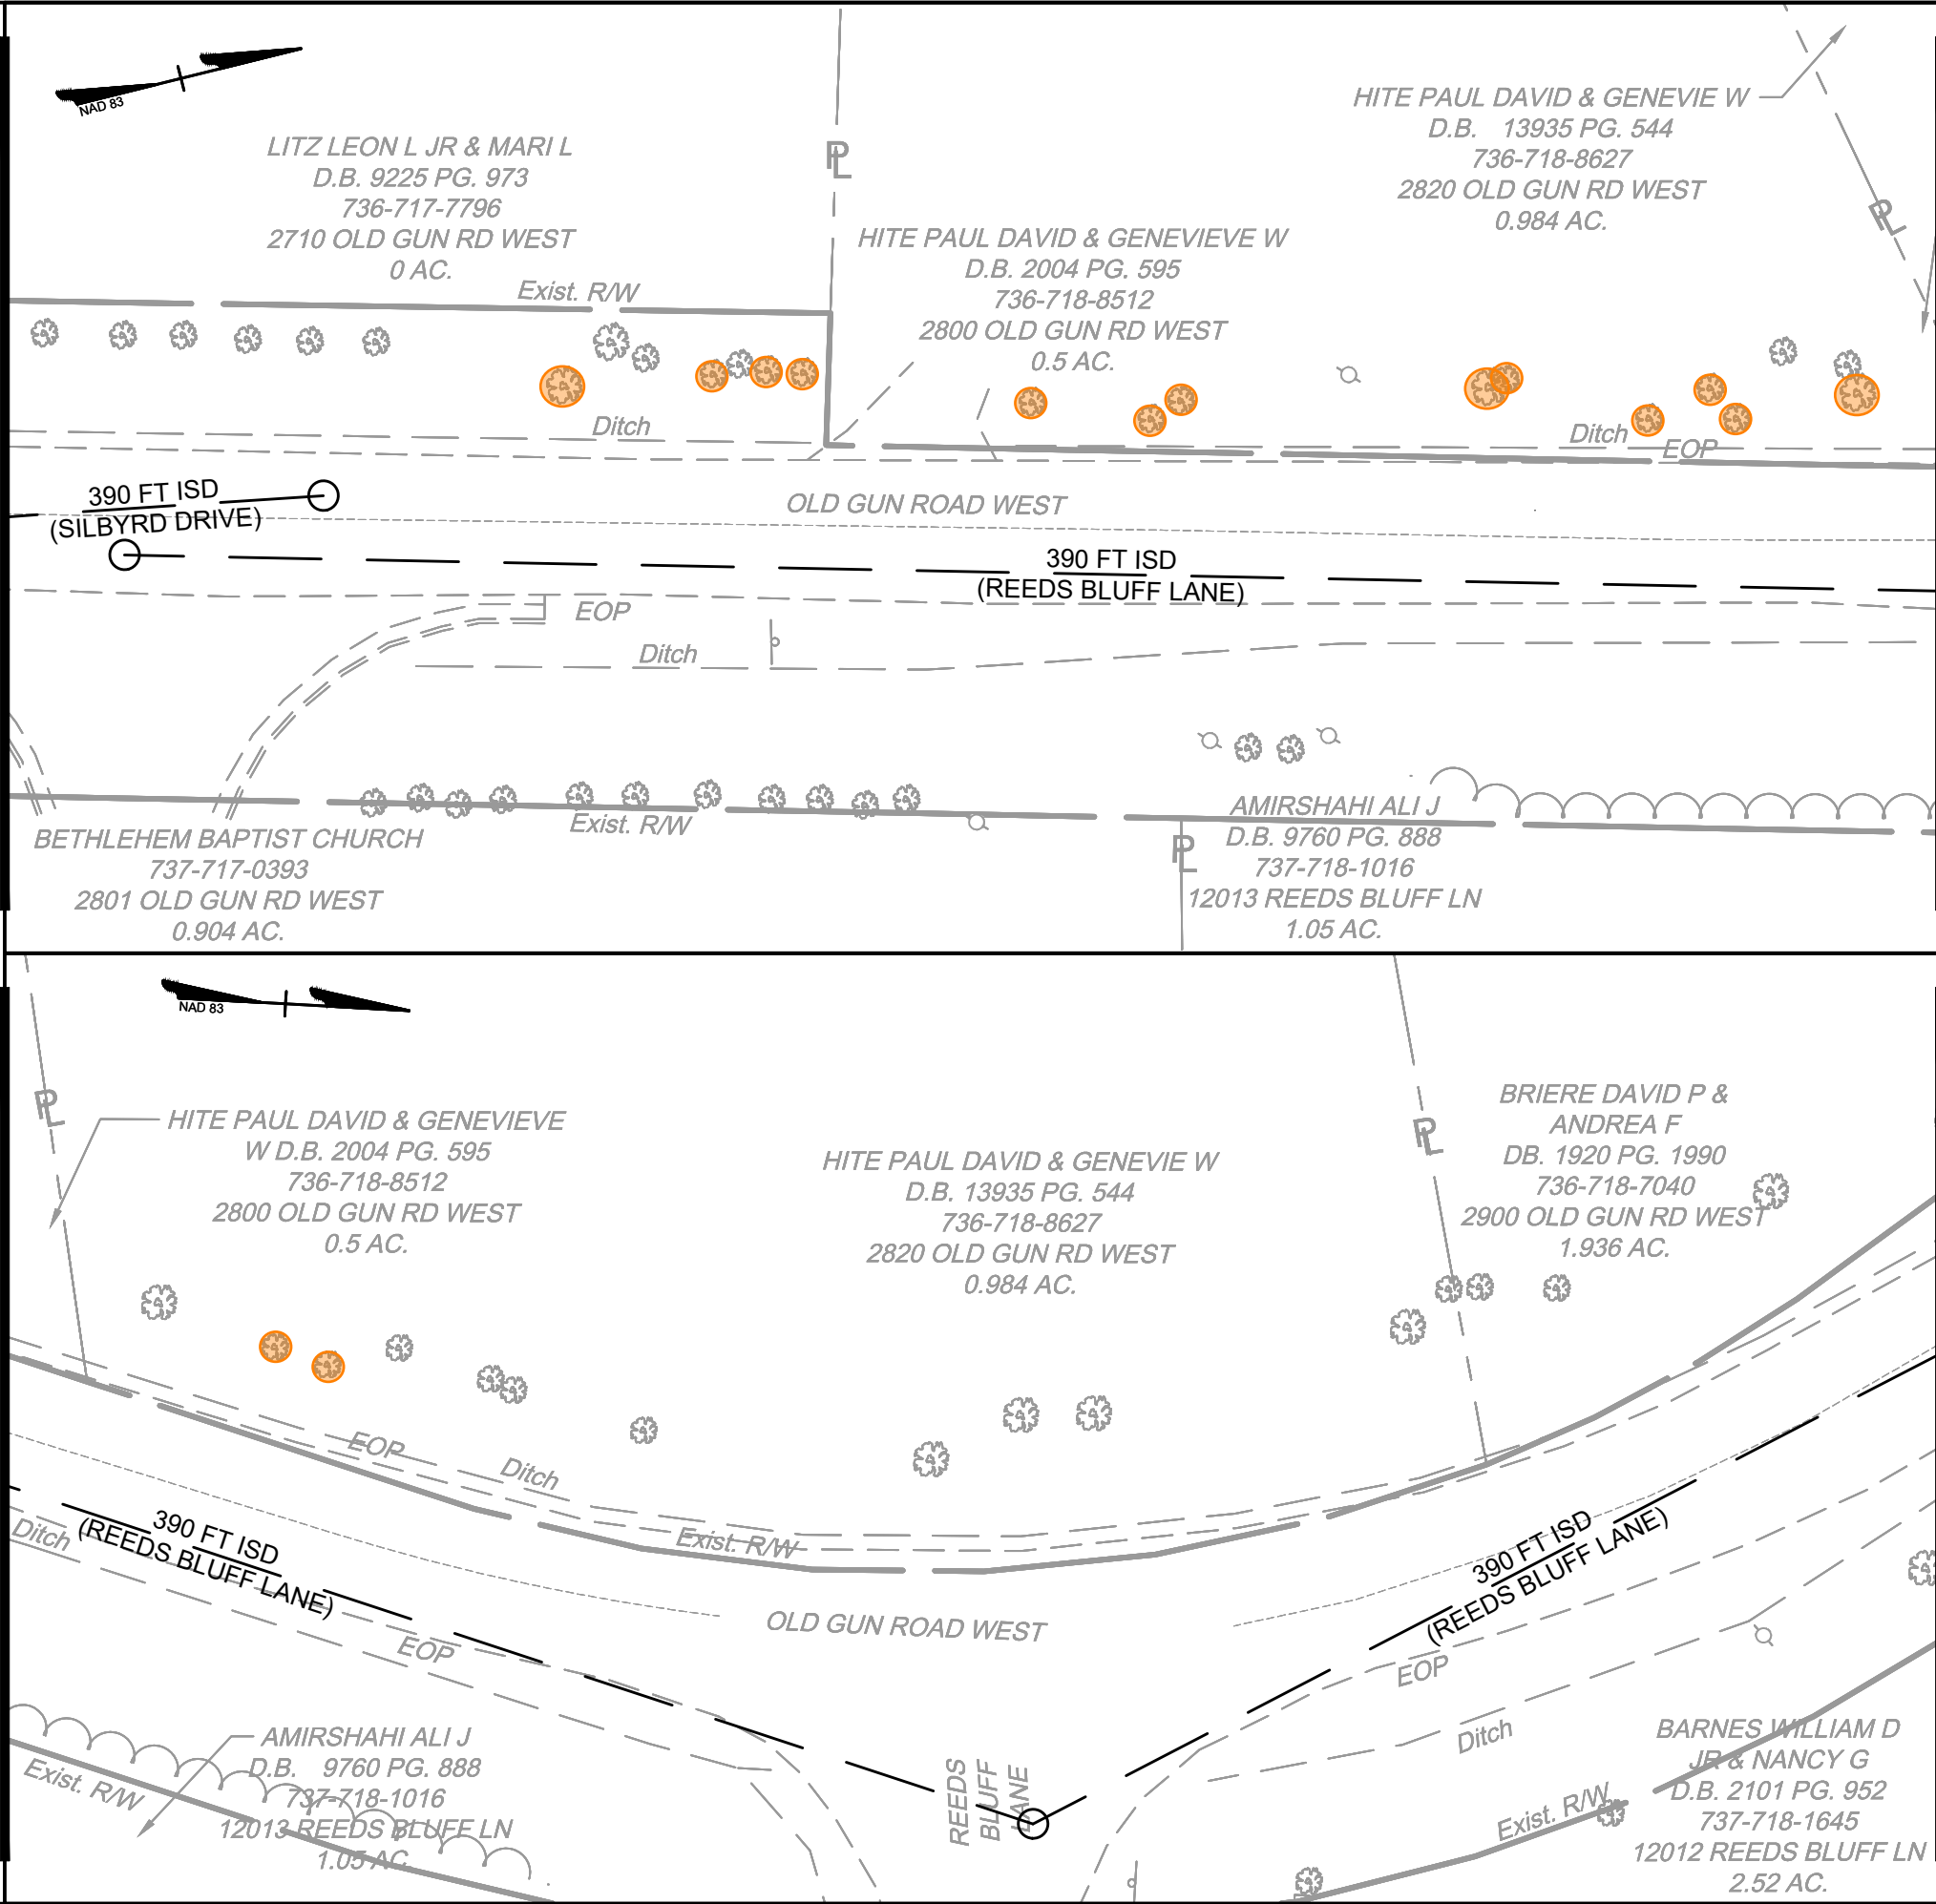 NAD 83
LITZ LEON L JR & MARI L
D.B. 9225 PG. 973
736-717-7796
2710 OLD GUN RD WEST
0 AC.
HITE PAUL DAVID & GENEVIE W
D.B. 13935 PG. 544
736-718-8627
2820 OLD GUN RD WEST
0.984 AC.
PL
PL
HITE PAUL DAVID & GENEVIEVE W
D.B. 2004 PG. 595
736-718-8512
2800 OLD GUN RD WEST
0.5 AC.
Exist. R/W
Ditch
Ditch
EOP
390 FT ISD
(SILBYRD DRIVE)
OLD GUN ROAD WEST
390 FT ISD
(REEDS BLUFF LANE)
EOP
Ditch
Exist. R/W
BETHLEHEM BAPTIST CHURCH
737-717-0393
2801 OLD GUN RD WEST
0.904 AC.
PL
AMIRSHAHI ALI J
D.B. 9760 PG. 888
737-718-1016
12013 REEDS BLUFF LN
1.05 AC.
NAD 83
PL
HITE PAUL DAVID & GENEVIEVE
W D.B. 2004 PG. 595
736-718-8512
2800 OLD GUN RD WEST
0.5 AC.
HITE PAUL DAVID & GENEVIE W
D.B. 13935 PG. 544
736-718-8627
2820 OLD GUN RD WEST
0.984 AC.
PL
BRIERE DAVID P &
ANDREA F
DB. 1920 PG. 1990
736-718-7040
2900 OLD GUN RD WEST
1.936 AC.
EOP
Ditch
Exist. R/W
Ditch
390 FT ISD
(REEDS BLUFF LANE)
EOP
OLD GUN ROAD WEST
390 FT ISD
(REEDS BLUFF LANE)
EOP
Ditch
Exist. R/W
AMIRSHAHI ALI J
D.B. 9760 PG. 888
737-718-1016
12013 REEDS BLUFF LN
1.05 AC.
REEDS
BLUFF
LANE
Exist. R/W
BARNES WILLIAM D
JR & NANCY G
D.B. 2101 PG. 952
737-718-1645
12012 REEDS BLUFF LN
2.52 AC.